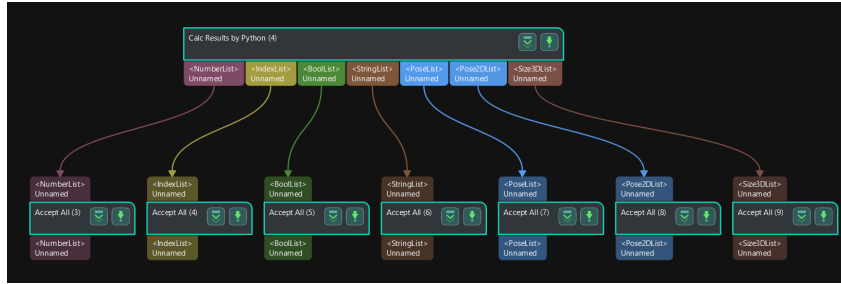 Calc Results by Python (4)
<NumberList> <IndexList> <BoolList> <StringList> <PoseList> <Pose2DList> <Size3DList>
Unnamed Unnamed Unnamed Unnamed Unnamed Unnamed Unnamed
<NumberList> <IndexList> <BoolList> <StringList> <PoseList> <Pose2DList> <Size3DList>
Unnamed Unnamed Unnamed Unnamed Unnamed Unnamed Unnamed
Accept All (3) Accept All (4) Accept All (5) Accept All (6) Accept All (7) Accept All (8) Accept All (9)
<NumberList> <IndexList> <BoolList> <StringList> <PoseList> <Pose2DList> <Size3DList>
Unnamed Unnamed Unnamed Unnamed Unnamed Unnamed Unnamed